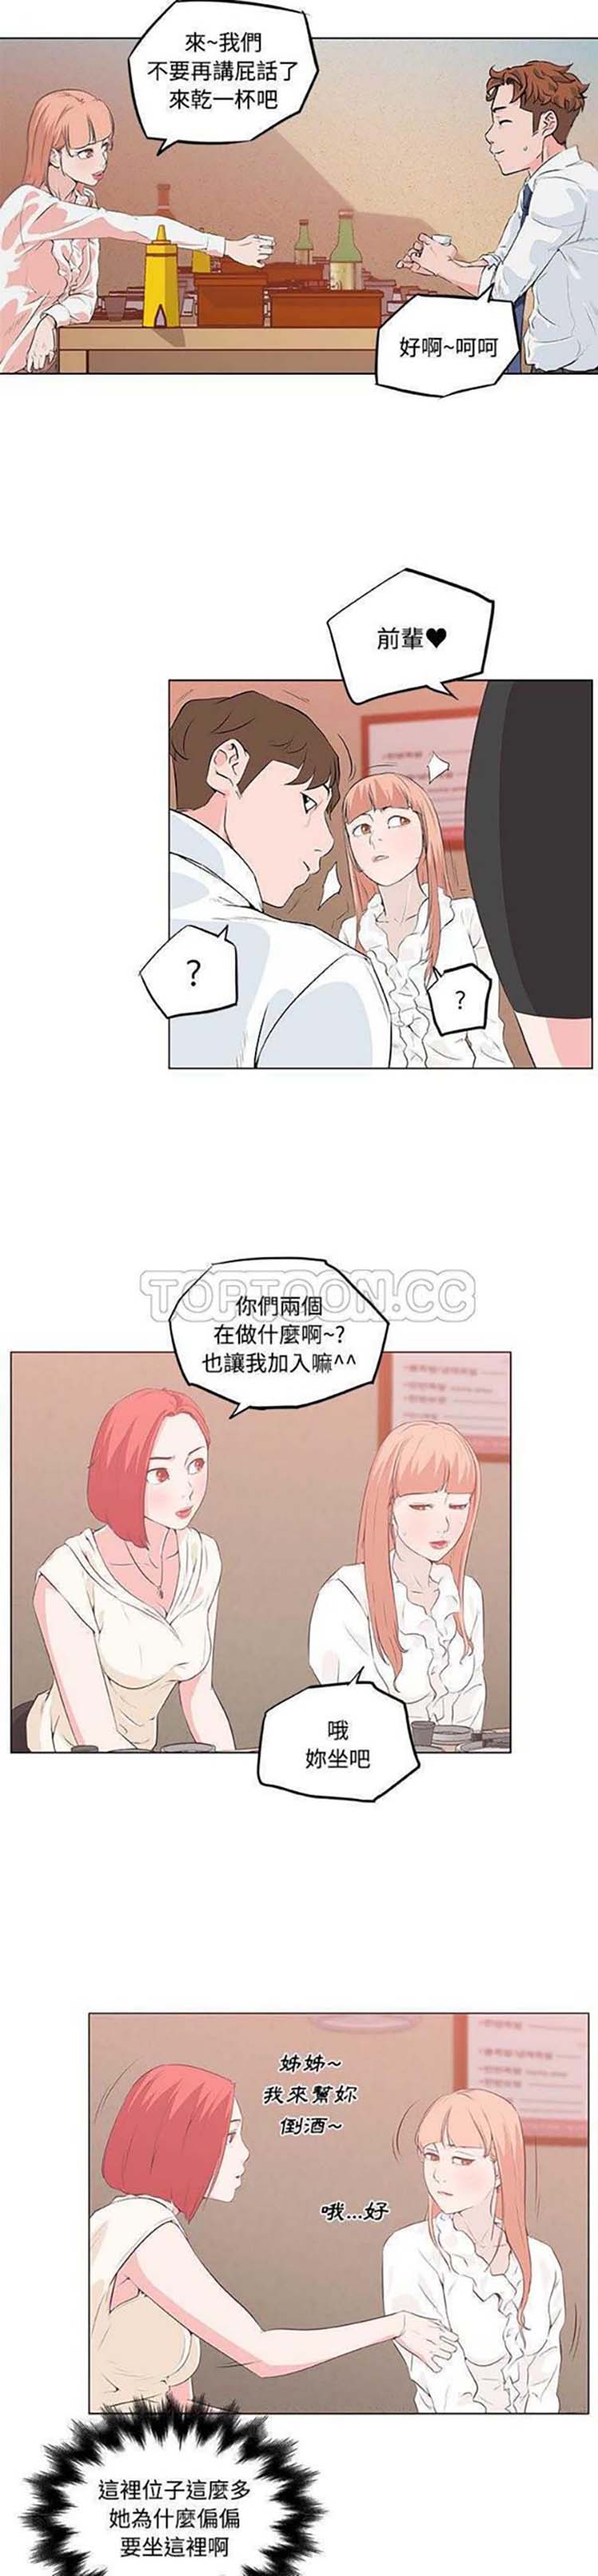 來~我們
不要再講屁話了
來乾一杯吧
好啊~呵呵
前輩♥
?
?
TOPTOON.CC
你們兩個
在做什麼啊~?
也讓我加入嘛^^
哦
妳坐吧
姊姊~
我來幫妳
倒酒~
哦...好
這裡位子這麼多
她為什麼偏偏
要坐這裡啊